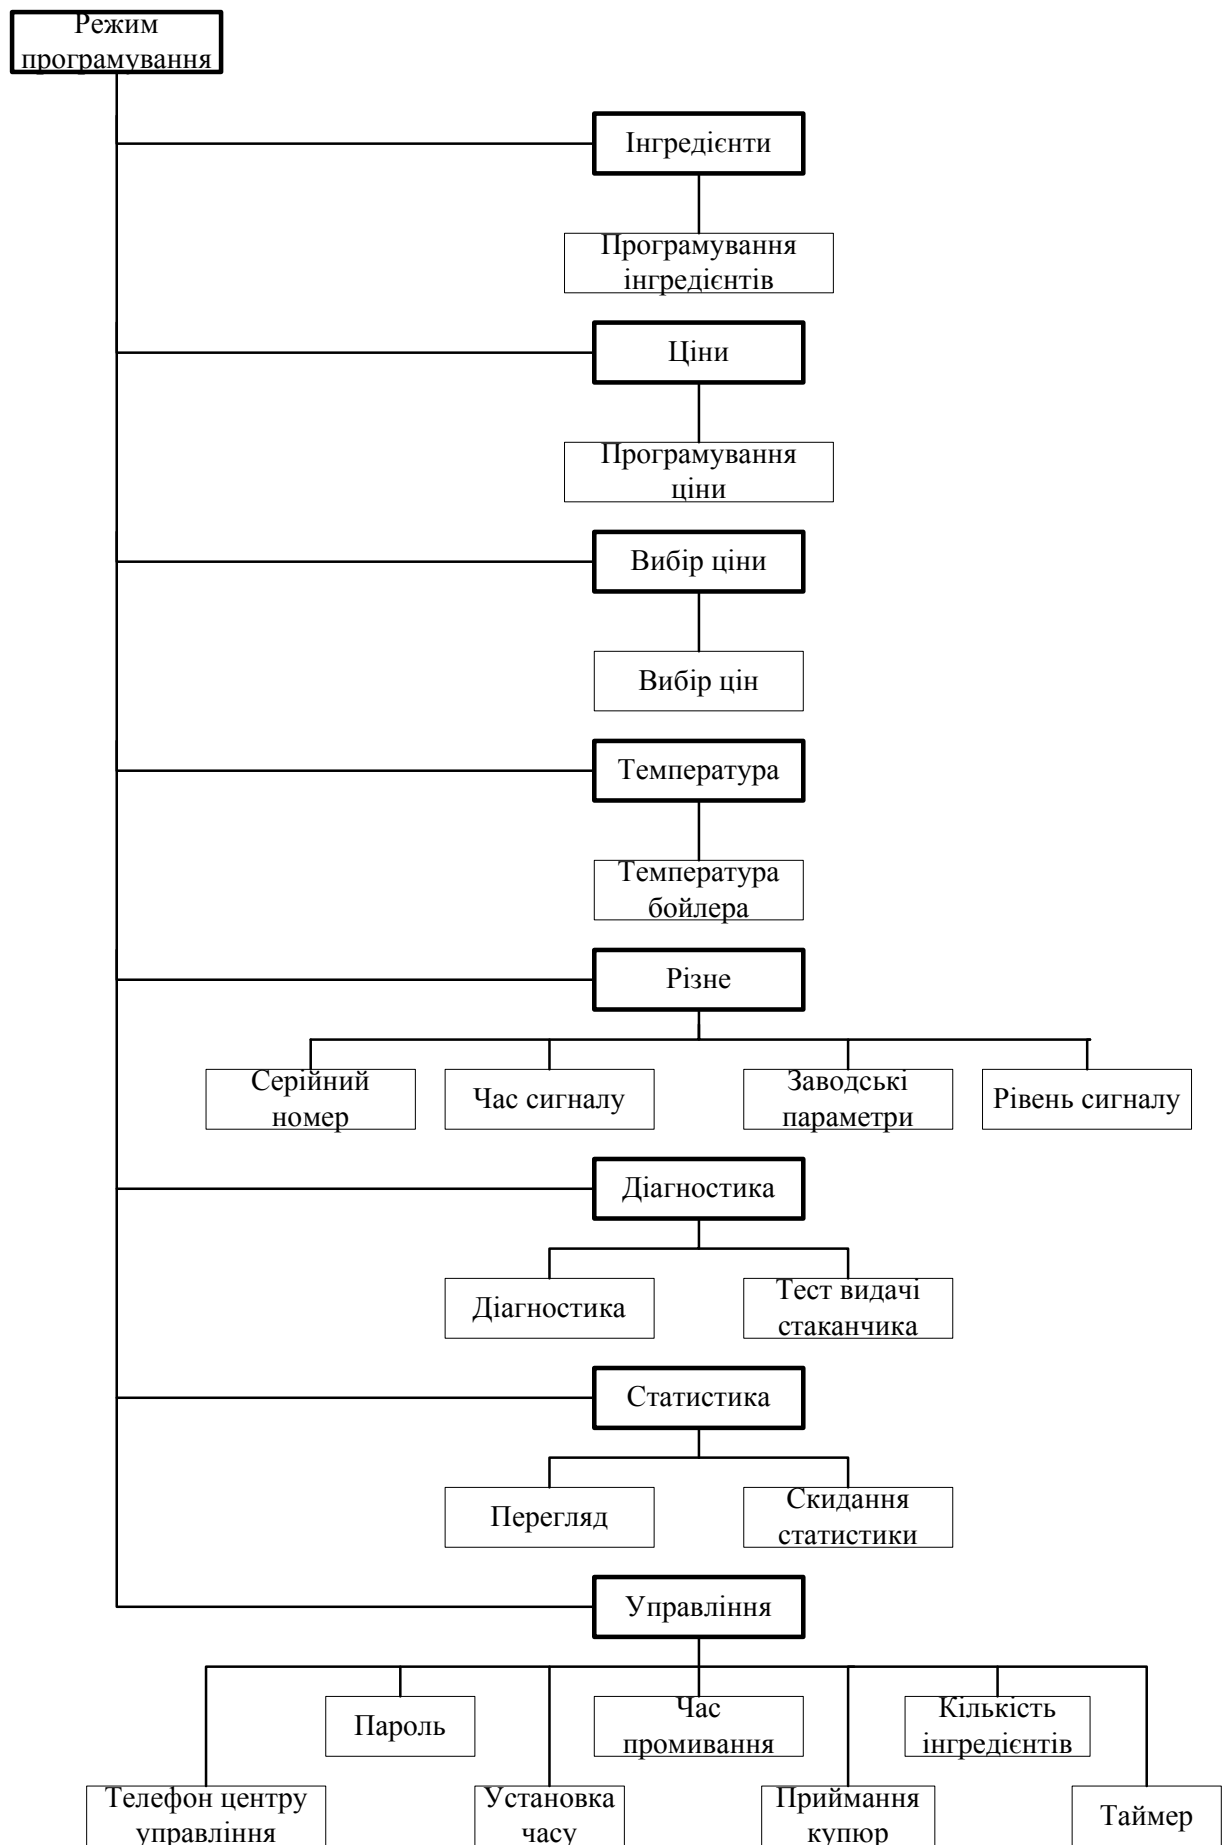 Режим
програмування
Інгредієнти
Програмування
інгредієнтів
Ціни
Програмування
ціни
Вибір ціни
Вибір цін
Температура
Температура
бойлера
Різне
Серійний
номер
Час сигналу
Заводські
параметри
Рівень сигналу
Діагностика
Діагностика
Тест видачі
стаканчика
Статистика
Перегляд
Скидання
статистики
Управління
Пароль
Час
промивання
Кількість
інгредієнтів
Телефон центру
управління
Установка
часу
Приймання
купюр
Таймер